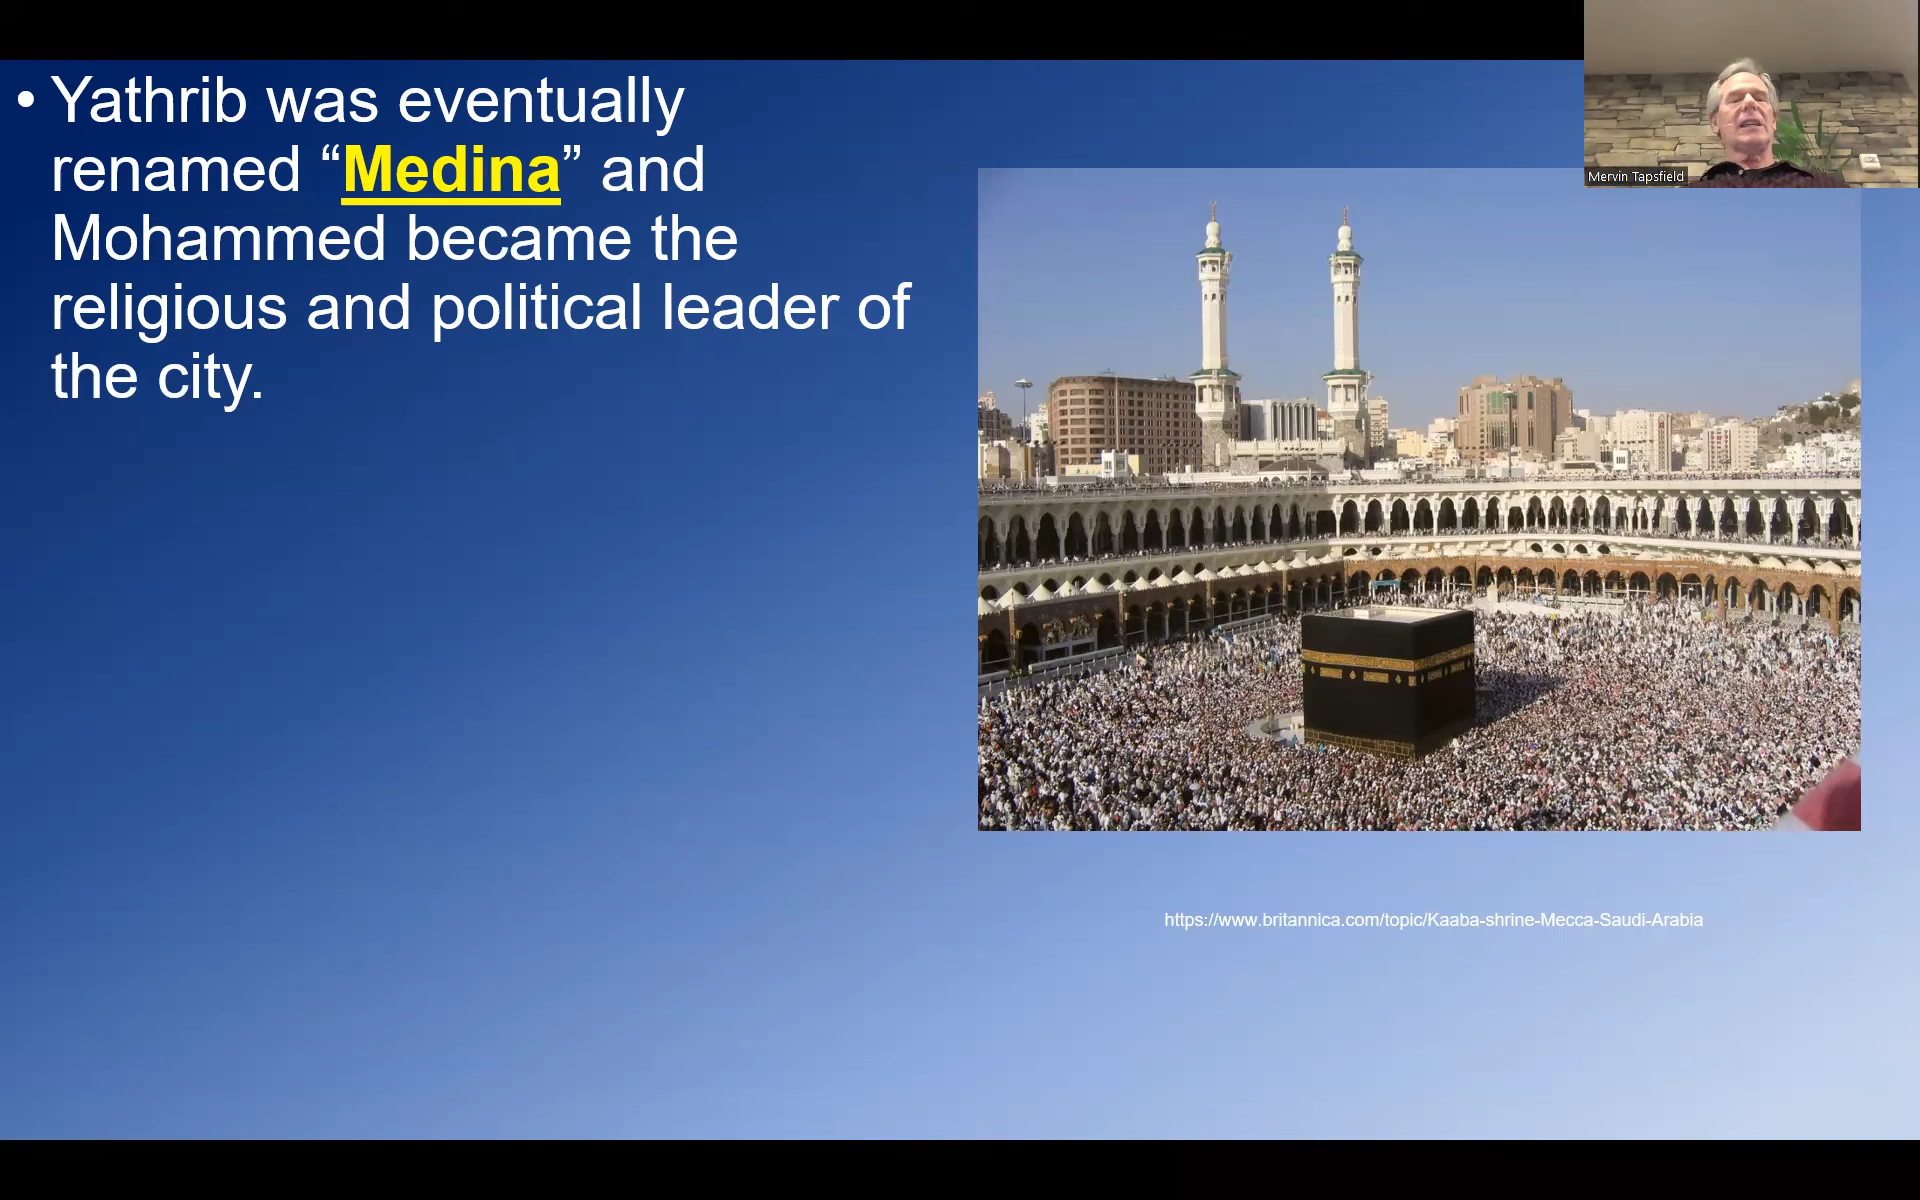 • Yathrib was eventually
renamed “Medina” and
Mohammed became the
religious and political leader of
the city.
Mervin Tapsfield
https://www.britannica.com/topic/Kaaba-shrine-Mecca-Saudi-Arabia